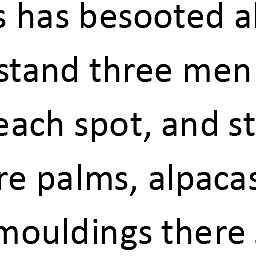 s has besooted al
stand three men
each spot, and st
re palms, alpacas
mouldings there